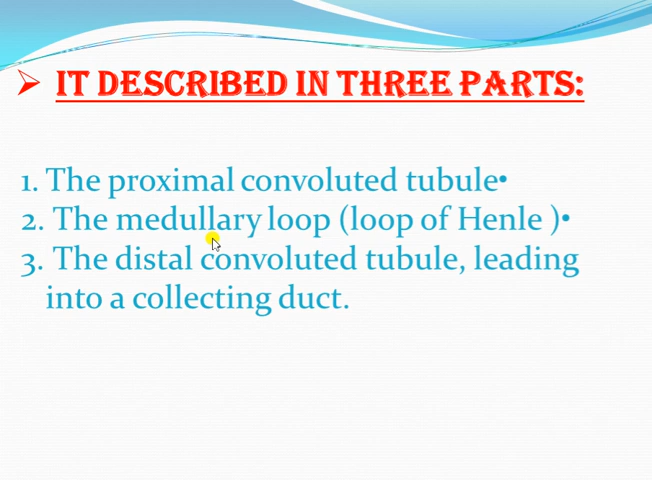 ➢ IT DESCRIBED IN THREE PARTS:
1. The proximal convoluted tubule•
2. The medullary loop (loop of Henle )•
3. The distal convoluted tubule, leading
into a collecting duct.